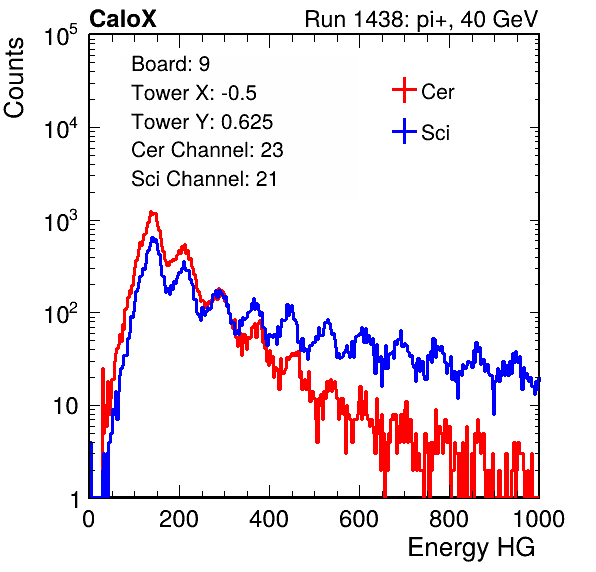 CaloX Run 1438: pi+, 40 GeV
Counts
Board: 9
Tower X: -0.5
Tower Y: 0.625
Cer Channel: 23
Sci Channel: 21
Cer
Sci
10^5
10^4
10^3
10^2
10
1
0 200 400 600 800 1000
Energy HG